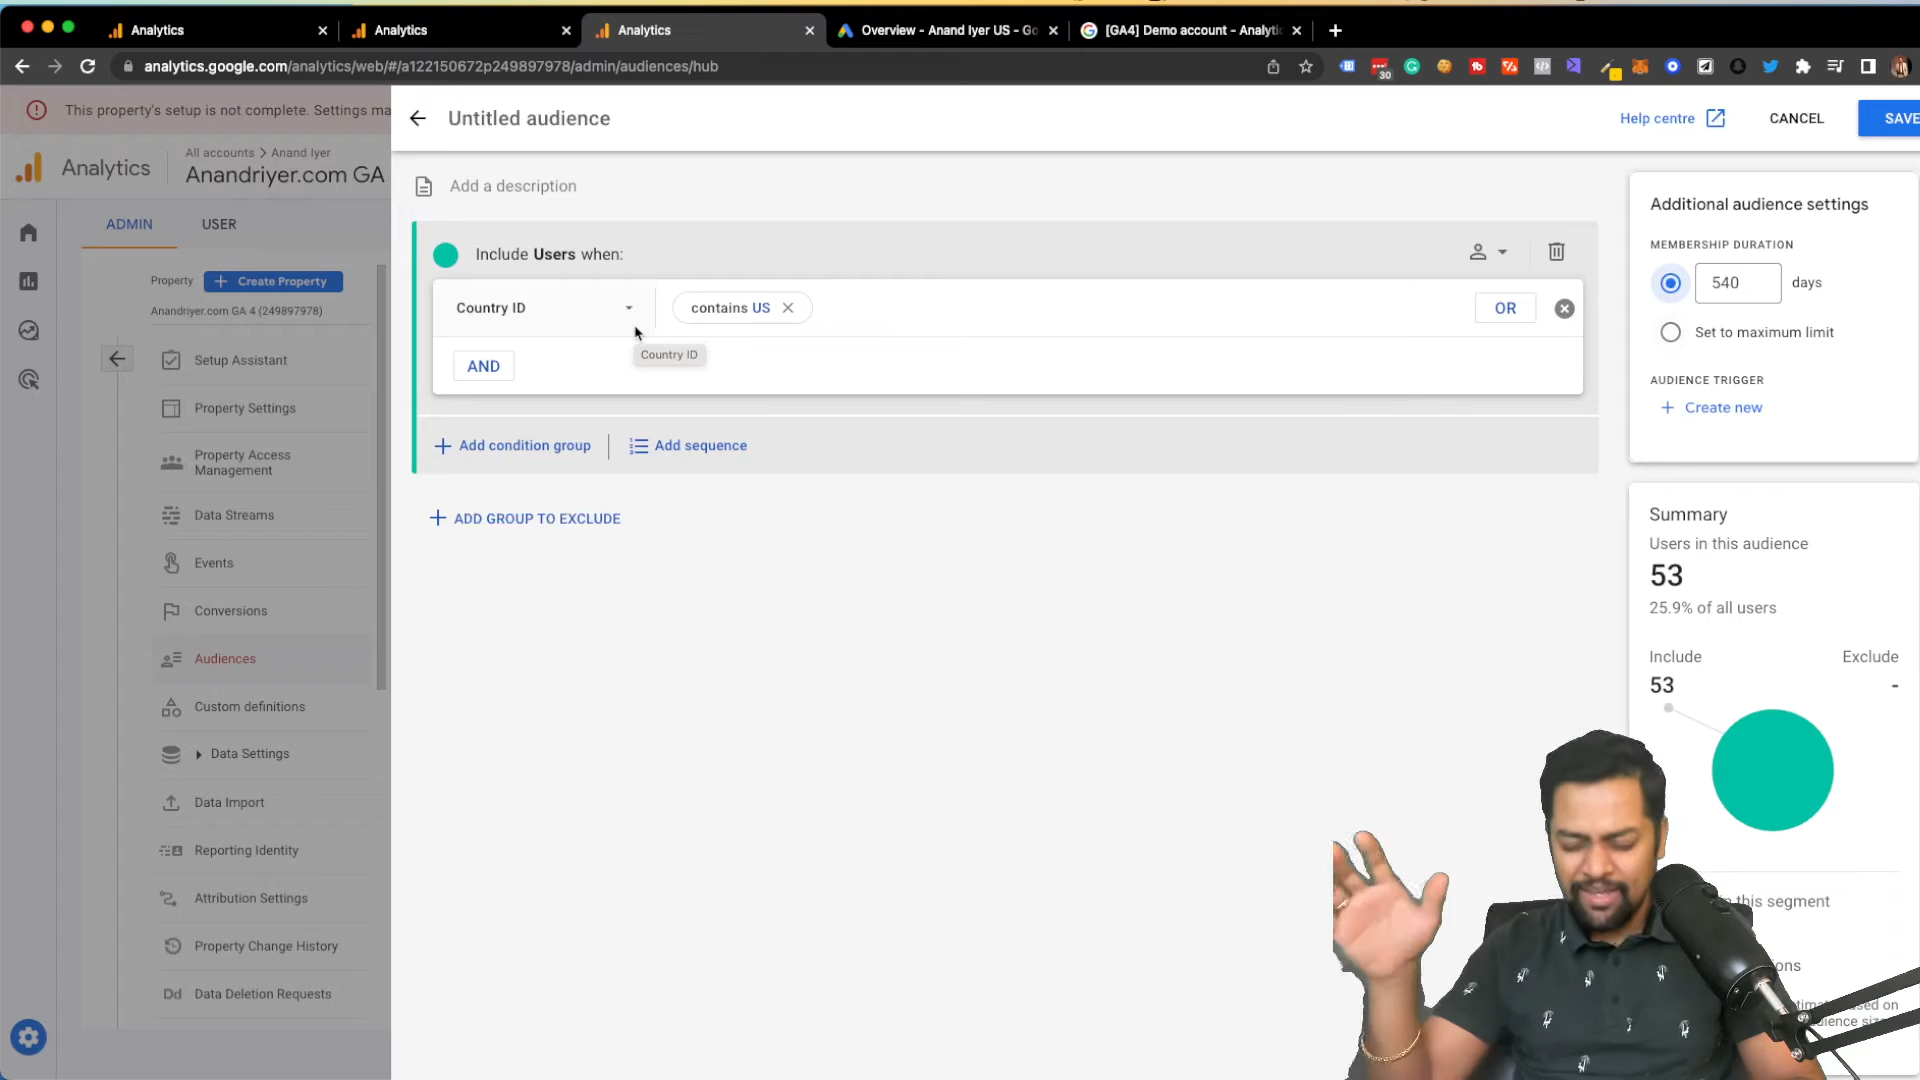 Analytics
Analytics
Analytics
Overview - Anand Iyer US - Go
[GA4] Demo account - Analytic
analytics.google.com/analytics/web/#/a122150672p249897978/admin/audiences/hub
30
This property's setup is not complete. Settings ma
Untitled audience
Help centre
CANCEL
SAVE
Analytics
All accounts > Anand Iyer
Anandriyer.com GA
ADMIN
USER
Property
Create Property
Anandriyer.com GA 4 (249897978)
Setup Assistant
Property Settings
Property Access
Management
Data Streams
Events
Conversions
Audiences
Custom definitions
Data Settings
Data Import
Reporting Identity
Attribution Settings
Property Change History
Dd Data Deletion Requests
Add a description
Include Users when:
Country ID
contains US
OR
Country ID
AND
Add condition group
Add sequence
ADD GROUP TO EXCLUDE
Additional audience settings
MEMBERSHIP DURATION
540 days
Set to maximum limit
AUDIENCE TRIGGER
Create new
Summary
Users in this audience
53
25.9% of all users
Include
Exclude
53
-
this segment